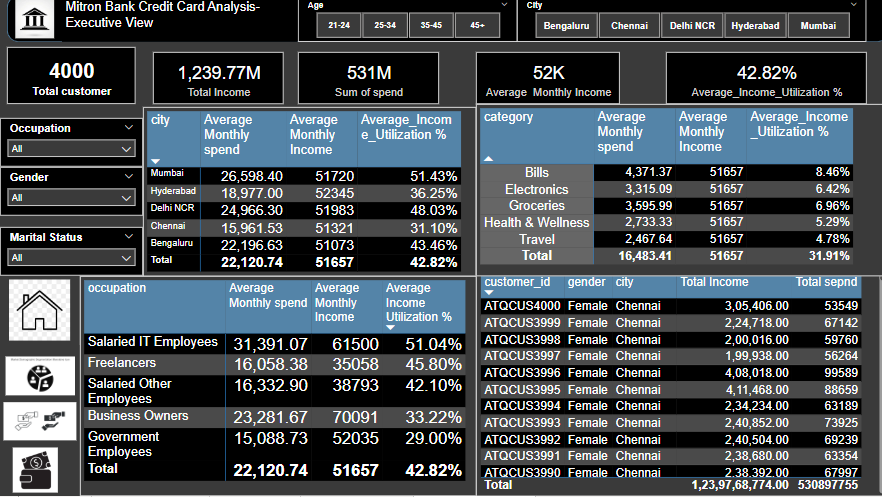 Mitron Bank Credit Card Analysis-
Executive View
Age
21-24 25-34 35-45 45+
City
Bengaluru Chennai Delhi NCR Hyderabad Mumbai
4000
Total customer
1,239.77M
Total Income
531M
Sum of spend
52K
Average Monthly Income
42.82%
Average_Income_Utilization %
Occupation
All
Gender
All
Marital Status
All
city Average Monthly spend Average Monthly Income Average_Incom e_Utilization %
Mumbai 26,598.40 51720 51.43%
Hyderabad 18,977.00 52345 36.25%
Delhi NCR 24,966.30 51983 48.03%
Chennai 15,961.53 51321 31.10%
Bengaluru 22,196.63 51073 43.46%
Total 22,120.74 51657 42.82%
category Average Monthly spend Average Monthly Income Average_Income _Utilization %
Bills 4,371.37 51657 8.46%
Electronics 3,315.09 51657 6.42%
Groceries 3,595.99 51657 6.96%
Health & Wellness 2,733.33 51657 5.29%
Travel 2,467.64 51657 4.78%
Total 16,483.41 51657 31.91%
occupation Average Monthly spend Average Monthly Income Average Income Utilization %
Salaried IT Employees 31,391.07 61500 51.04%
Freelancers 16,058.38 35058 45.80%
Salaried Other Employees 16,332.90 38793 42.10%
Business Owners 23,281.67 70091 33.22%
Government Employees 15,088.73 52035 29.00%
Total 22,120.74 51657 42.82%
customer_id gender city Total Income Total sepnd
ATQCUS4000 Female Chennai 3,05,406.00 53549
ATQCUS3999 Female Chennai 2,24,718.00 67142
ATQCUS3998 Female Chennai 2,00,016.00 59760
ATQCUS3997 Female Chennai 1,99,938.00 56264
ATQCUS3996 Female Chennai 4,08,018.00 99589
ATQCUS3995 Female Chennai 4,11,468.00 88659
ATQCUS3994 Female Chennai 2,34,234.00 63189
ATQCUS3993 Female Chennai 2,40,852.00 73925
ATQCUS3992 Female Chennai 2,40,504.00 69239
ATQCUS3991 Female Chennai 2,38,680.00 63354
ATQCUS3990 Female Chennai 2,38,392.00 67997
Total 1,23,97,68,774.00 530897755